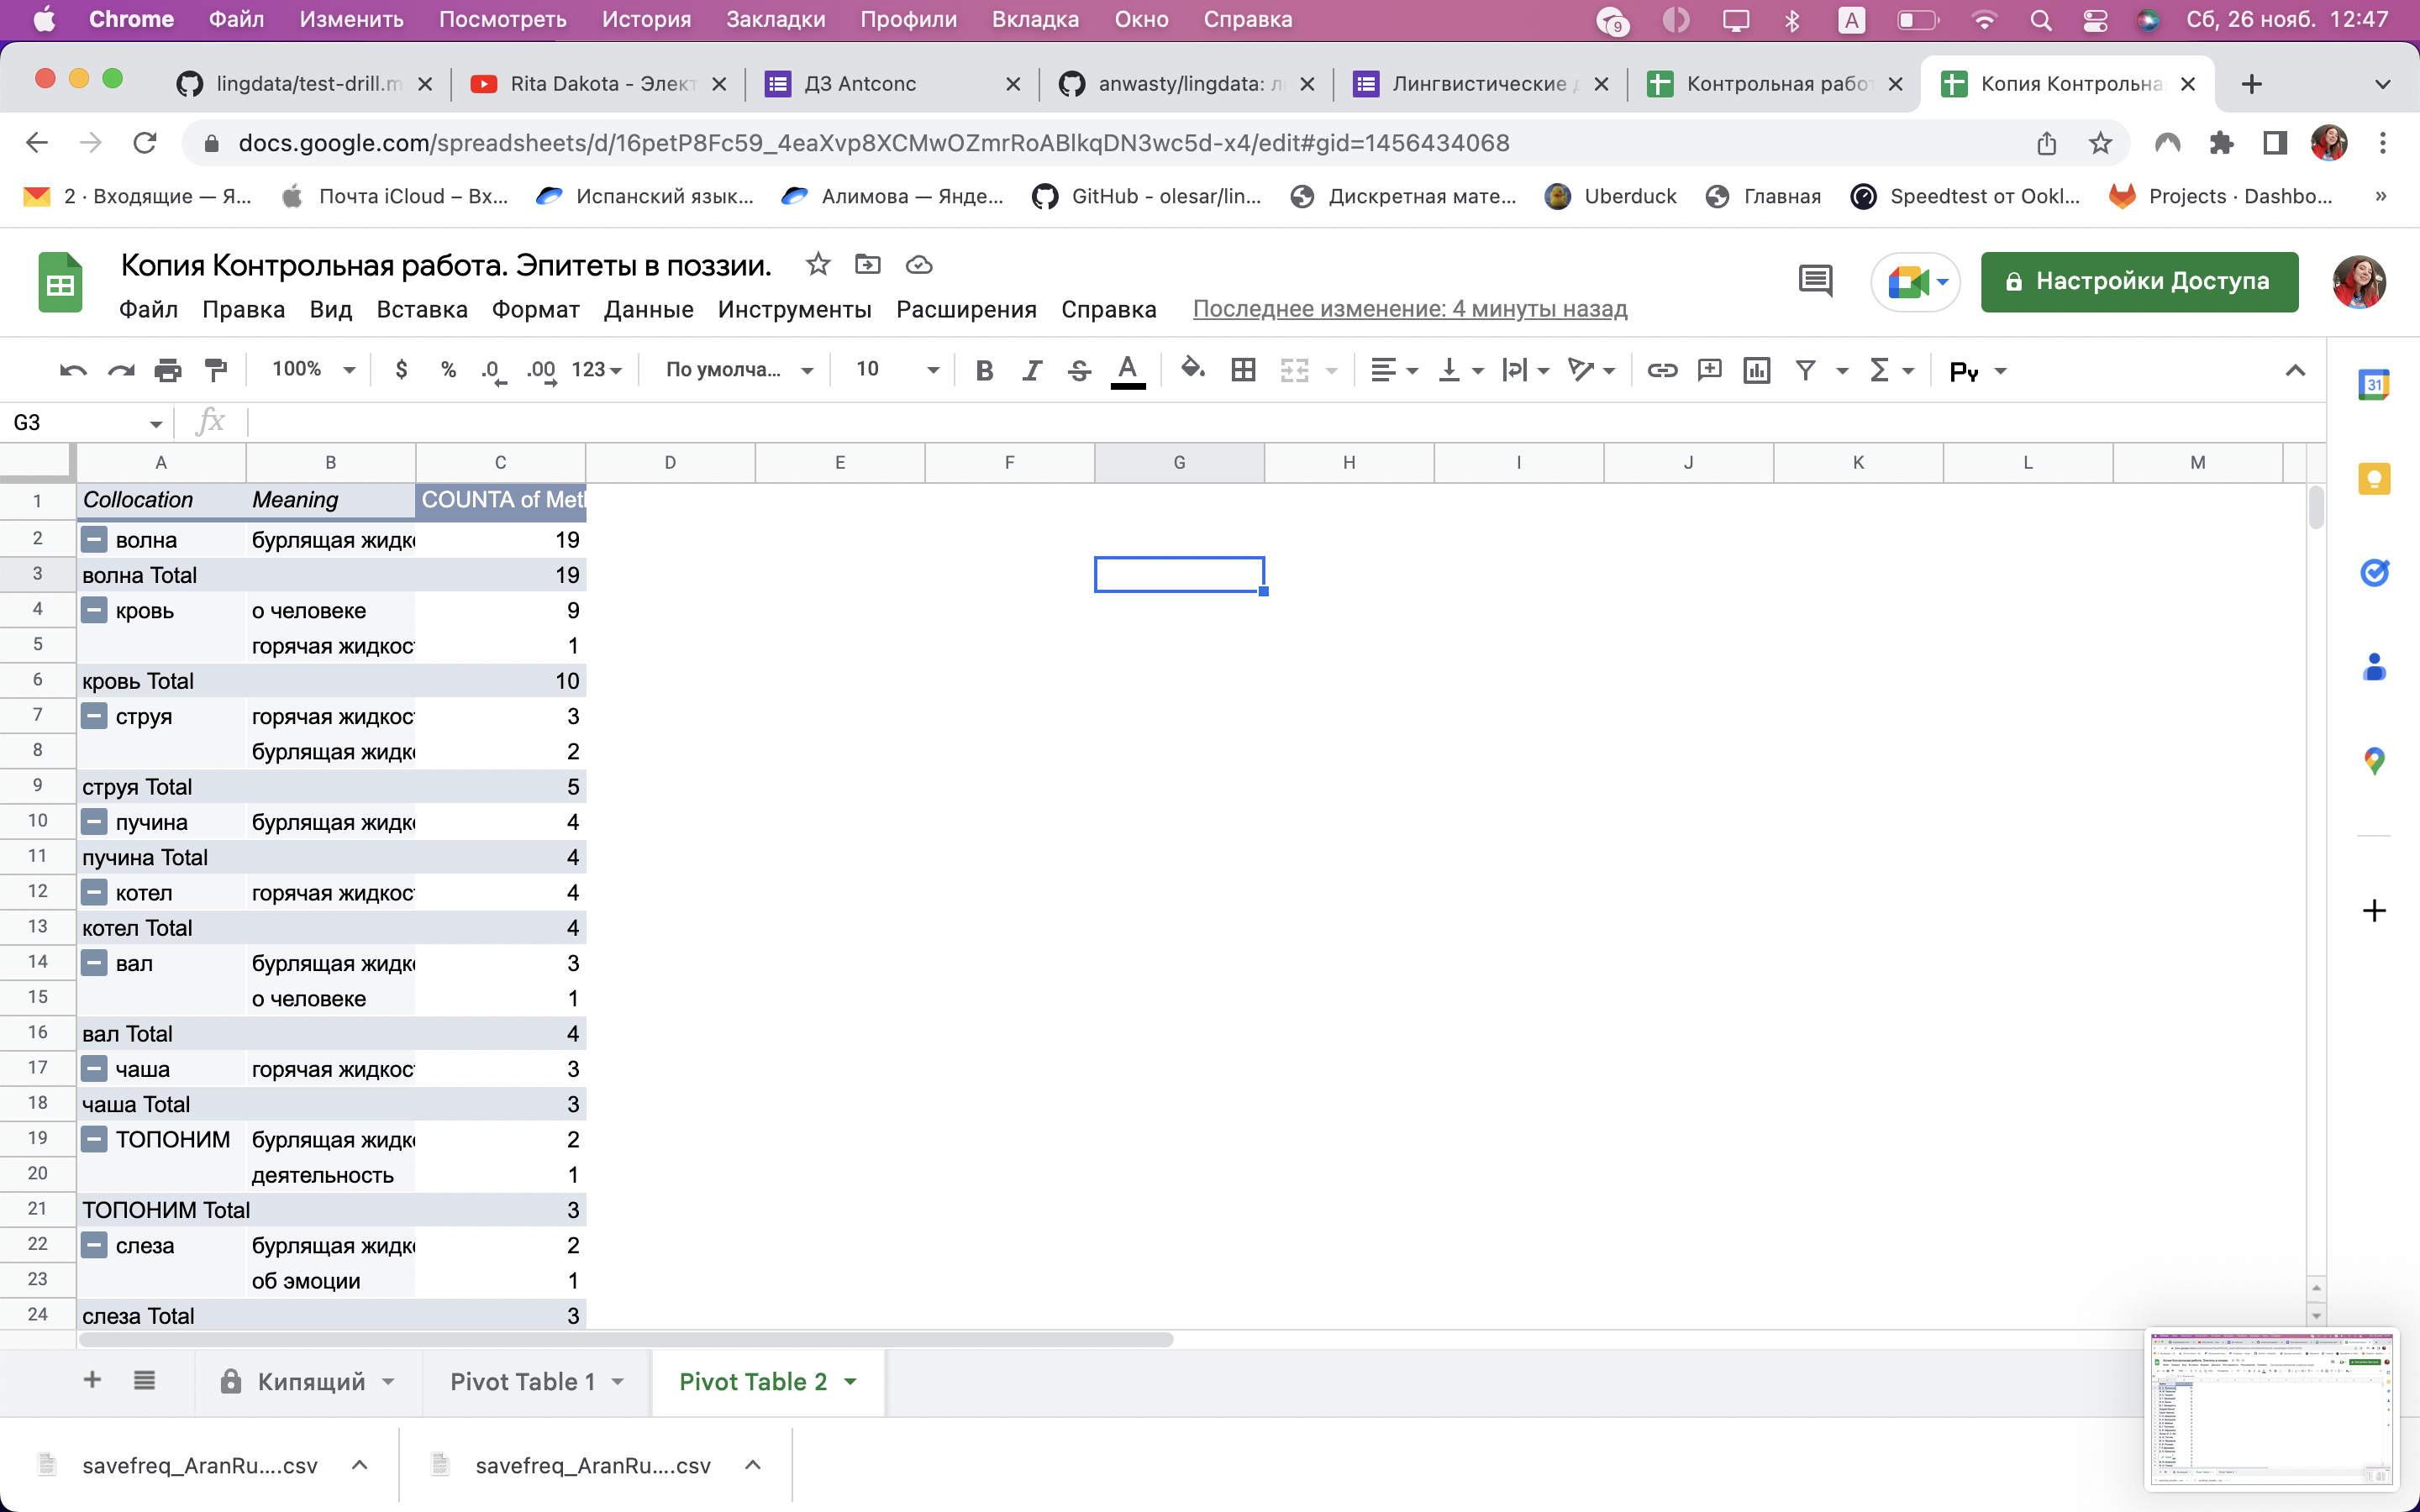 Chrome Файл Изменить Посмотреть История Закладки Профили Вкладка Окно Справка 9 A Сб, 26 нояб. 12:47
lingdata/test-drill.m Rita Dakota - Элект ДЗ Antconc anwasty/lingdata: л Лингвистические д Контрольная рабо Копия Контрольна
docs.google.com/spreadsheets/d/16petP8Fc59_4eaXvp8XCMwOZmrRoABlkqDN3wc5d-x4/edit#gid=1456434068
2 · Входящие — Я... Почта iCloud – Вх... Испанский язык... Алимова — Янде... GitHub - olesar/lin... Дискретная мате... Uberduck Главная Speedtest от Ookl... Projects · Dashbo... »
Копия Контрольная работа. Эпитеты в поззии.
Настройки Доступа
Файл Правка Вид Вставка Формат Данные Инструменты Расширения Справка Последнее изменение: 4 минуты назад
100% $ % .0 .00 123 По умолча... 10 B I S A Σ Py
31
G3 fx
A B C D E F G H I J K L M
1 Collocation Meaning COUNTA of Met
2 волна бурлящая жидк 19
3 волна Total 19
4 кровь о человеке 9
5 горячая жидкос 1
6 кровь Total 10
7 струя горячая жидкос 3
8 бурлящая жидк 2
9 струя Total 5
10 пучина бурлящая жидк 4
11 пучина Total 4
12 котел горячая жидкос 4
13 котел Total 4
14 вал бурлящая жидк 3
15 о человеке 1
16 вал Total 4
17 чаша горячая жидкос 3
18 чаша Total 3
19 ТОПОНИМ бурлящая жидк 2
20 деятельность 1
21 ТОПОНИМ Total 3
22 слеза бурлящая жидк 2
23 об эмоции 1
24 слеза Total 3
Кипящий Pivot Table 1 Pivot Table 2
savefreq_AranRu....csv savefreq_AranRu....csv